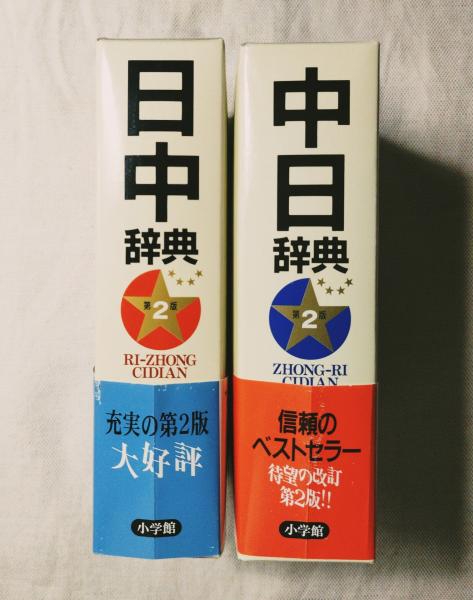 日中
辞典
第2版
RI-ZHONG
CIDIAN
充実の第2版
大好評
小学館
中日
辞典
第2版
ZHONG-RI
CIDIAN
信頼の
ベストセラー
待望の改訂
第2版!!
小学館